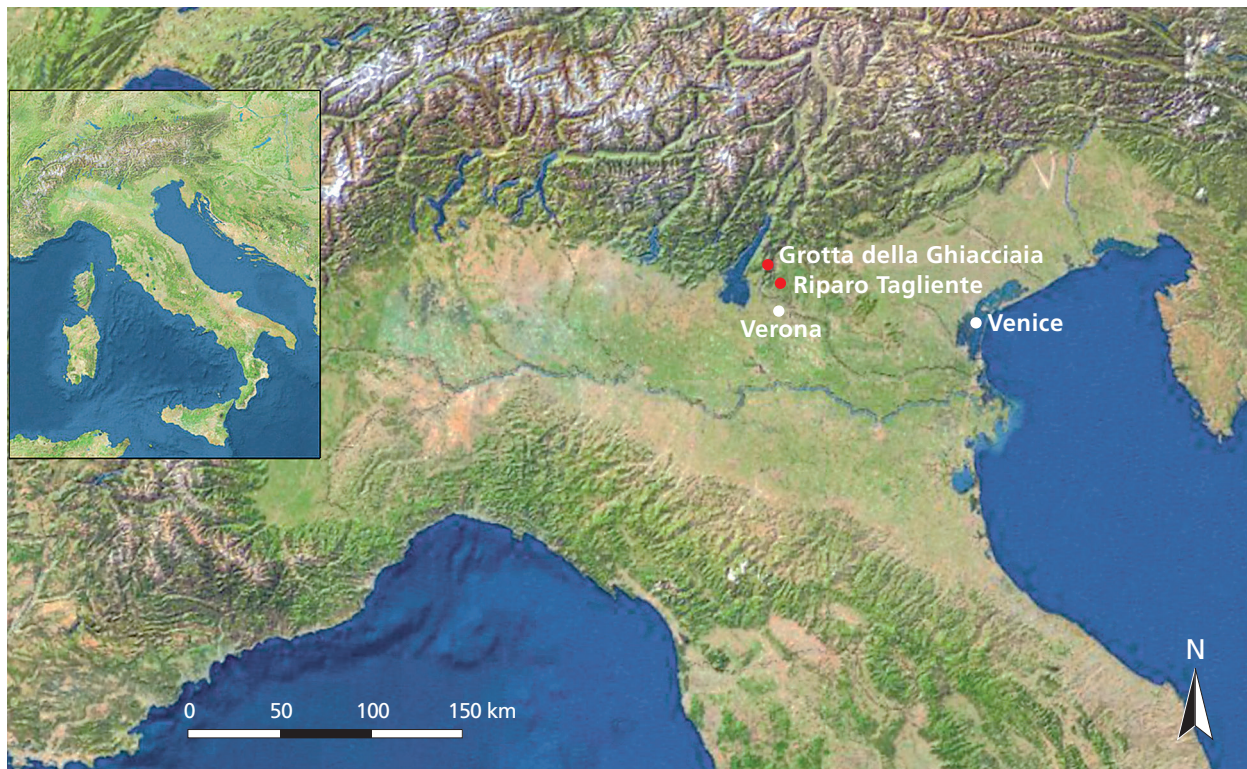 Grotta della Ghiacciaia
Riparo Tagliente
Verona
Venice
N
0 50 100 150 km